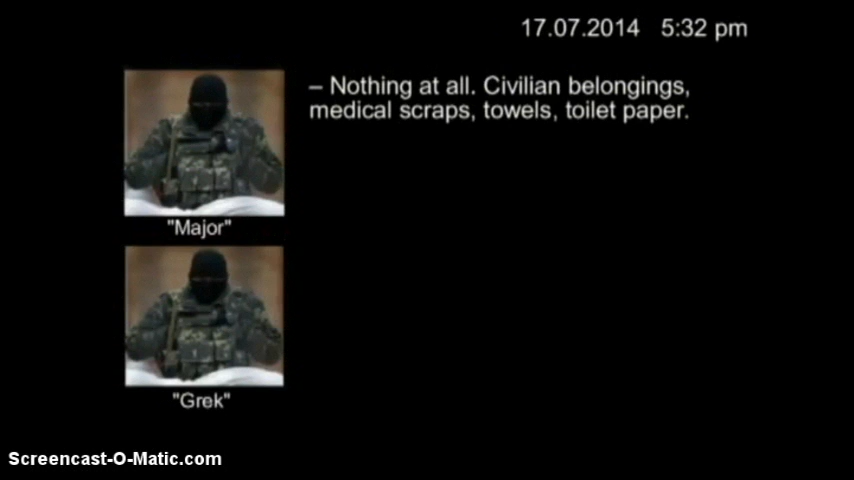 17.07.2014 5:32 pm
– Nothing at all. Civilian belongings,
medical scraps, towels, toilet paper.
"Major"
"Grek"
Screencast-O-Matic.com